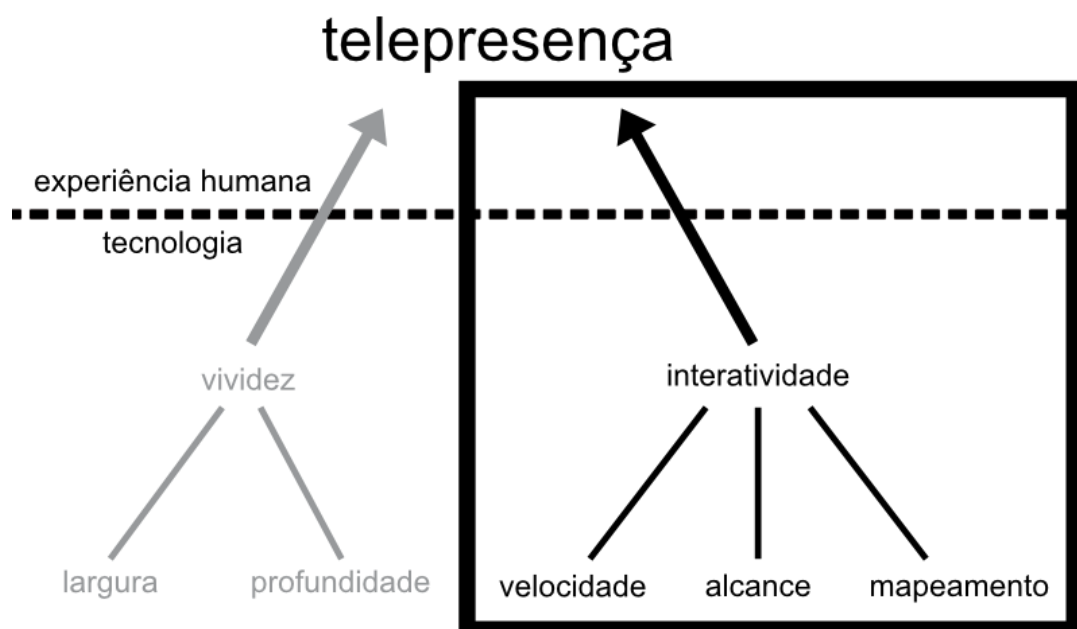 telepresença
experiência humana
tecnologia
vividez
interatividade
largura
profundidade
velocidade
alcance
mapeamento